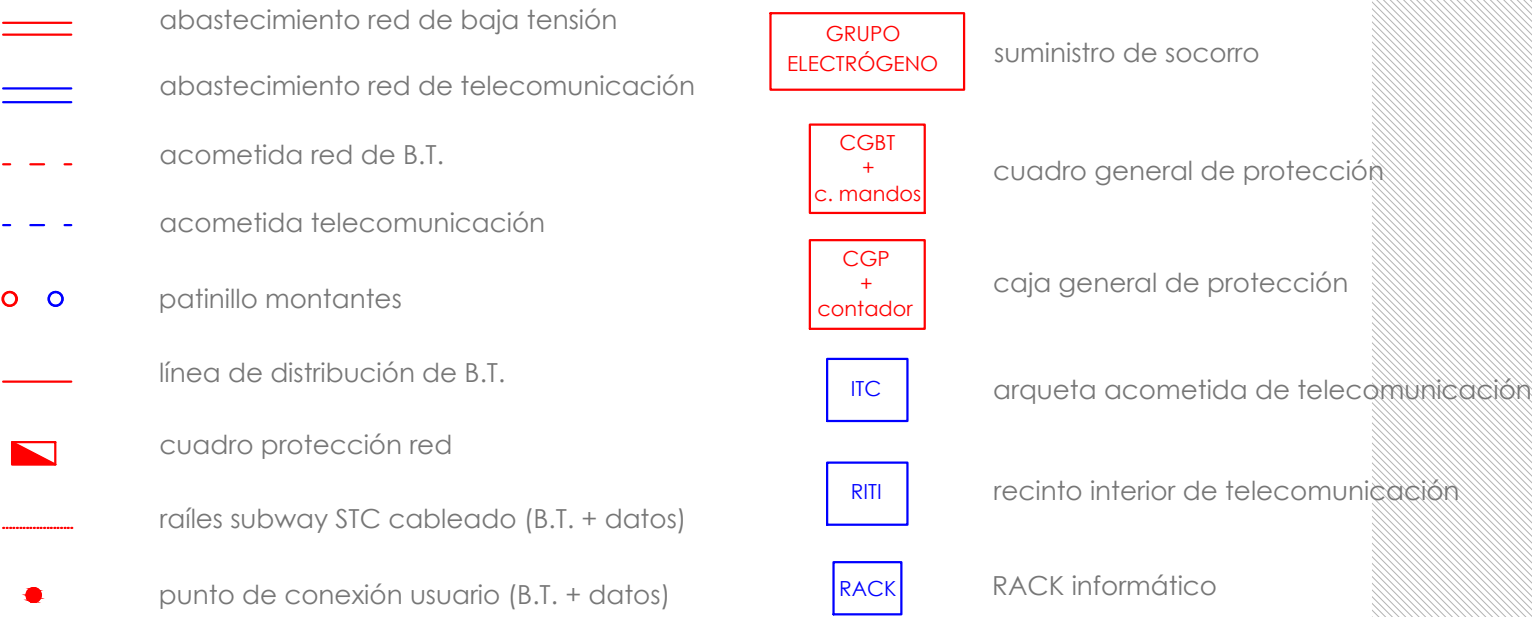 abastecimiento red de baja tensión
abastecimiento red de telecomunicación
acometida red de B.T.
acometida telecomunicación
patinillo montantes
línea de distribución de B.T.
cuadro protección red
raíles subway STC cableado (B.T. + datos)
punto de conexión usuario (B.T. + datos)
GRUPO
ELECTRÓGENO
suministro de socorro
CGBT
+
c. mandos
cuadro general de protección
CGP
+
contador
caja general de protección
ITC
arqueta acometida de telecomunicación
RITI
recinto interior de telecomunicación
RACK
RACK informático